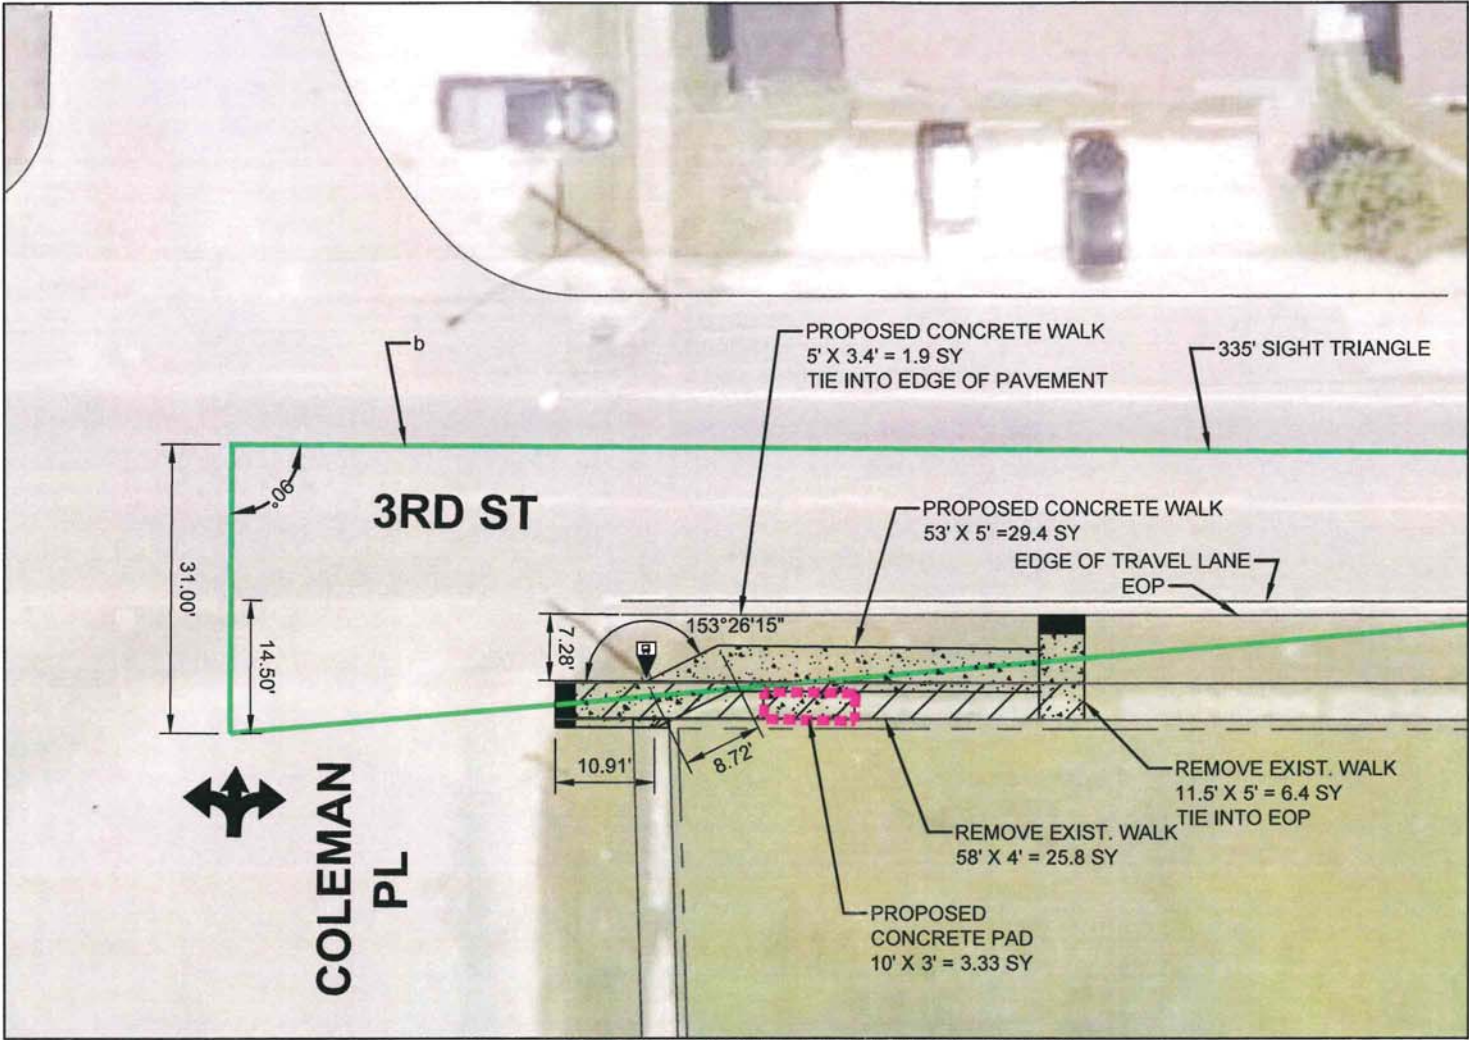 b
PROPOSED CONCRETE WALK
5' X 3.4' = 1.9 SY
TIE INTO EDGE OF PAVEMENT
335' SIGHT TRIANGLE
90°
3RD ST
PROPOSED CONCRETE WALK
53' X 5' =29.4 SY
EDGE OF TRAVEL LANE
EOP
31.00'
14.50'
7.28'
153°26'15"
10.91'
8.72'
REMOVE EXIST. WALK
11.5' X 5' = 6.4 SY
TIE INTO EOP
REMOVE EXIST. WALK
58' X 4' = 25.8 SY
PROPOSED
CONCRETE PAD
10' X 3' = 3.33 SY
COLEMAN
PL